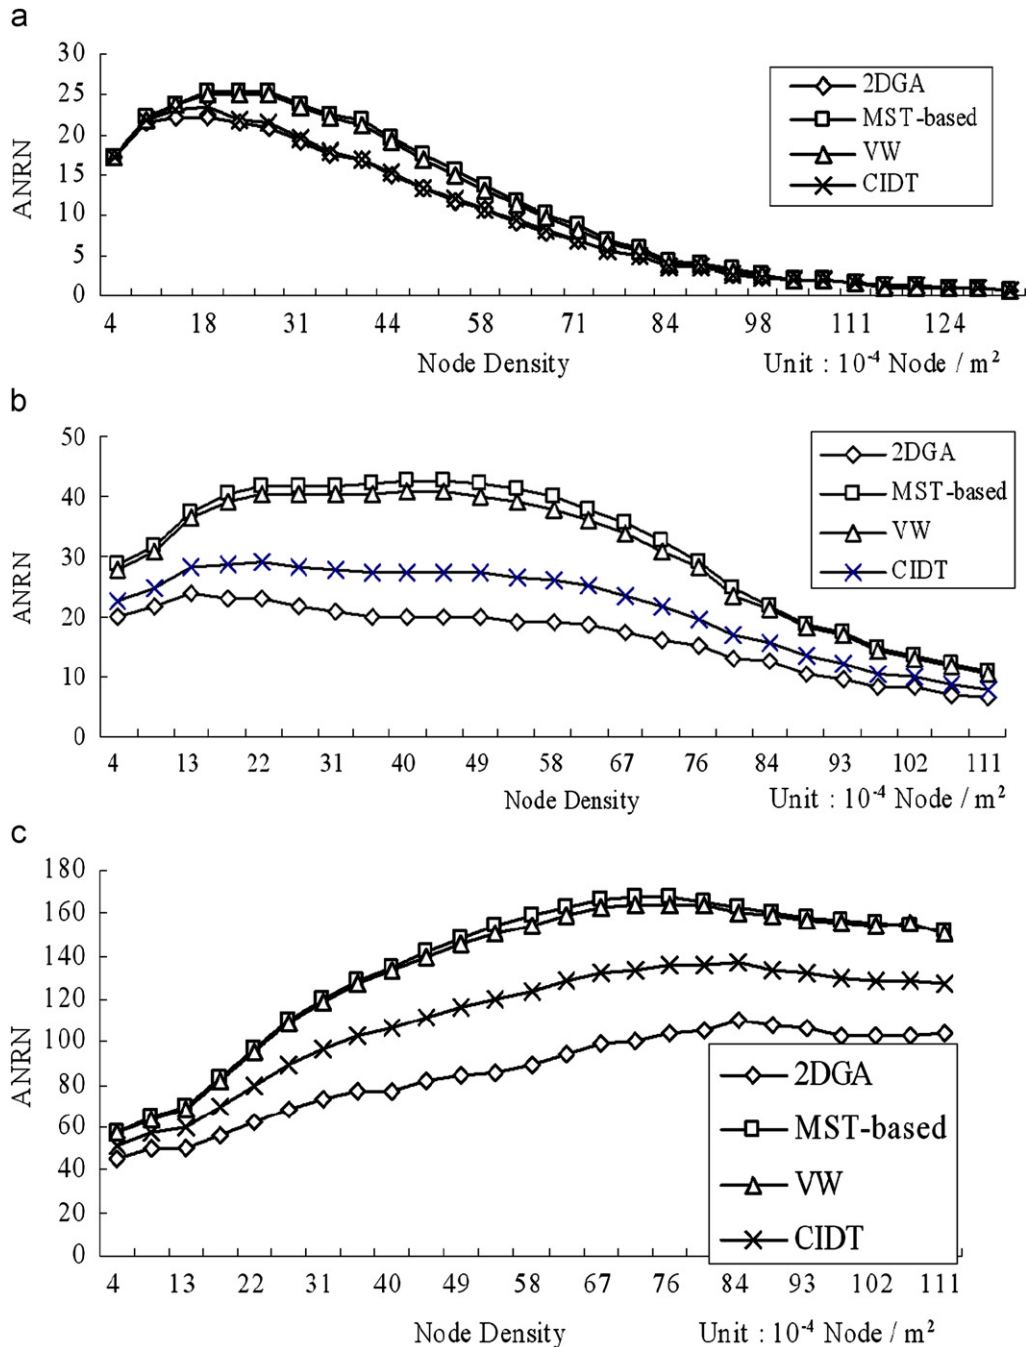 a
30
25
20
15
10
5
0
ANRN
2DGA
MST-based
VW
CIDT
4 18 31 44 58 71 84 98 111 124
Node Density Unit : 10⁻⁴ Node / m²
b
50
40
30
20
10
0
ANRN
2DGA
MST-based
VW
CIDT
4 13 22 31 40 49 58 67 76 84 93 102 111
Node Density Unit : 10⁻⁴ Node / m²
c
180
160
140
120
100
80
60
40
20
0
ANRN
2DGA
MST-based
VW
CIDT
4 13 22 31 40 49 58 67 76 84 93 102 111
Node Density Unit : 10⁻⁴ Node / m²